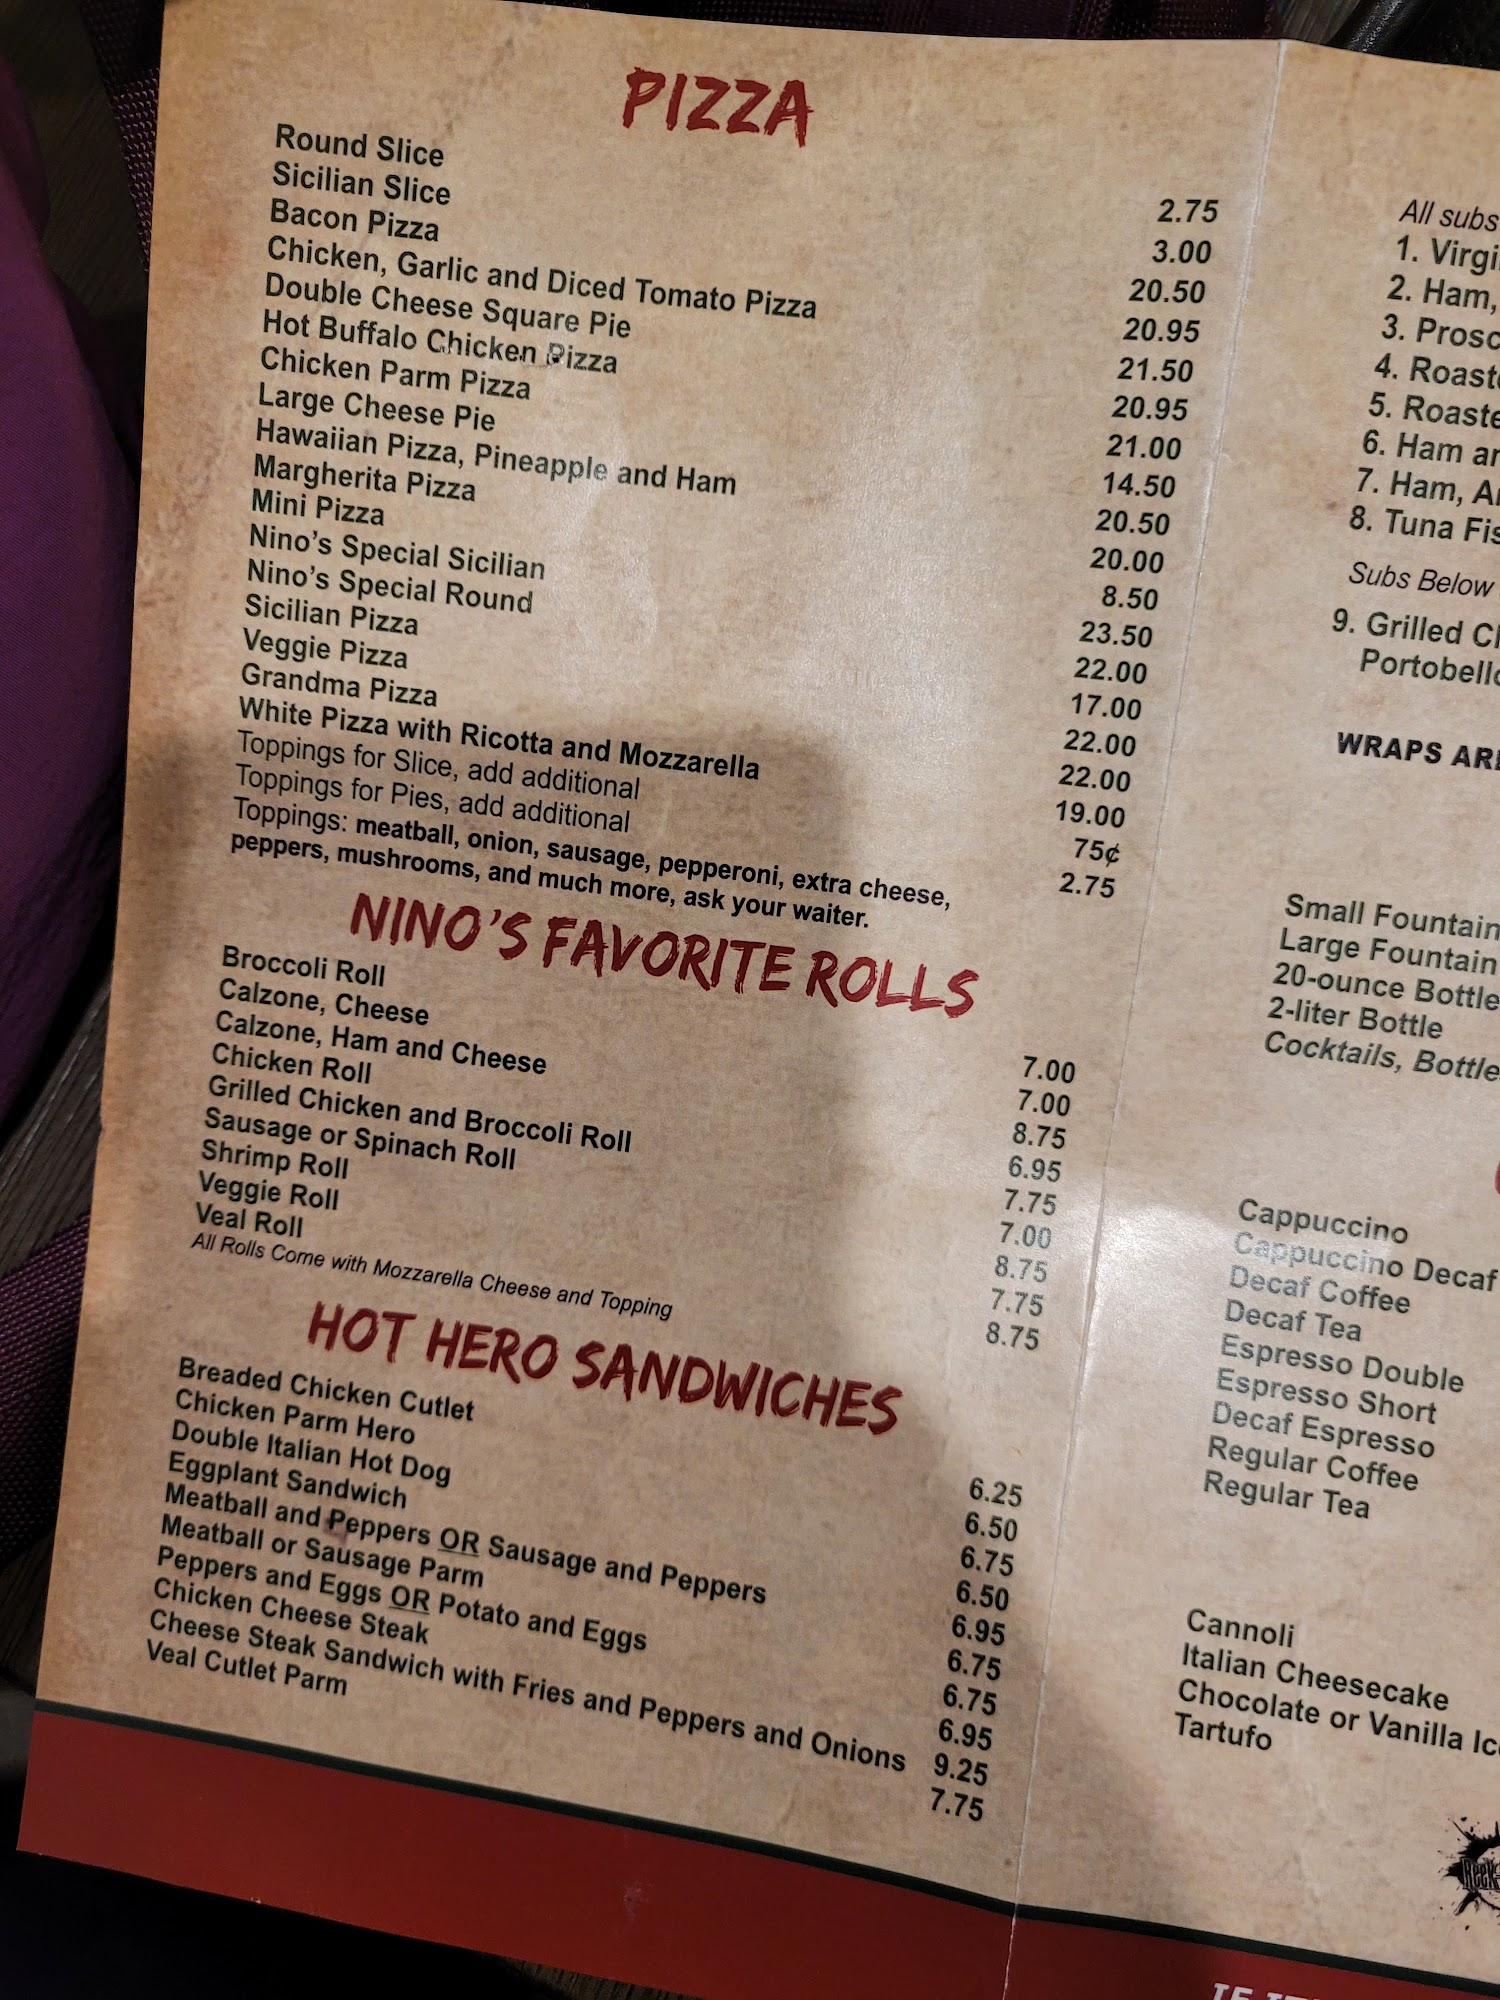 PIZZA
Round Slice 2.75
Sicilian Slice 3.00
Bacon Pizza 20.50
Chicken, Garlic and Diced Tomato Pizza 20.95
Double Cheese Square Pie 21.50
Hot Buffalo Chicken Pizza 20.95
Chicken Parm Pizza 21.00
Large Cheese Pie 14.50
Hawaiian Pizza, Pineapple and Ham 20.50
Margherita Pizza 20.00
Mini Pizza 8.50
Nino's Special Sicilian 23.50
Nino's Special Round 22.00
Sicilian Pizza 17.00
Veggie Pizza 22.00
Grandma Pizza 22.00
White Pizza with Ricotta and Mozzarella 19.00
Toppings for Slice, add additional 75¢
Toppings for Pies, add additional 2.75
Toppings: meatball, onion, sausage, pepperoni, extra cheese,
peppers, mushrooms, and much more, ask your waiter.
NINO'S FAVORITE ROLLS
Broccoli Roll 7.00
Calzone, Cheese 7.00
Calzone, Ham and Cheese 8.75
Chicken Roll 6.95
Grilled Chicken and Broccoli Roll 7.75
Sausage or Spinach Roll 7.00
Shrimp Roll 8.75
Veggie Roll 7.75
Veal Roll 8.75
All Rolls Come with Mozzarella Cheese and Topping
HOT HERO SANDWICHES
Breaded Chicken Cutlet 6.25
Chicken Parm Hero 6.50
Double Italian Hot Dog 6.75
Eggplant Sandwich 6.50
Meatball and Peppers OR Sausage and Peppers 6.95
Meatball or Sausage Parm 6.75
Peppers and Eggs OR Potato and Eggs 6.75
Chicken Cheese Steak 6.95
Cheese Steak Sandwich with Fries and Peppers and Onions 9.25
Veal Cutlet Parm 7.75
All subs
1.
2. Ham,
3.
4.
5.
6. Ham
7. Ham,
8. Tuna
Subs Below
9. Grilled
WRAPS
Small Fountain
Large Fountain
20-ounce Bottle
2-liter Bottle
Cocktails, Bottle
Cappuccino
Cappuccino Decaf
Decaf Coffee
Decaf Tea
Espresso Double
Espresso Short
Decaf Espresso
Regular Coffee
Regular Tea
Cannoli
Italian Cheesecake
Chocolate or Vanilla
Tartufo